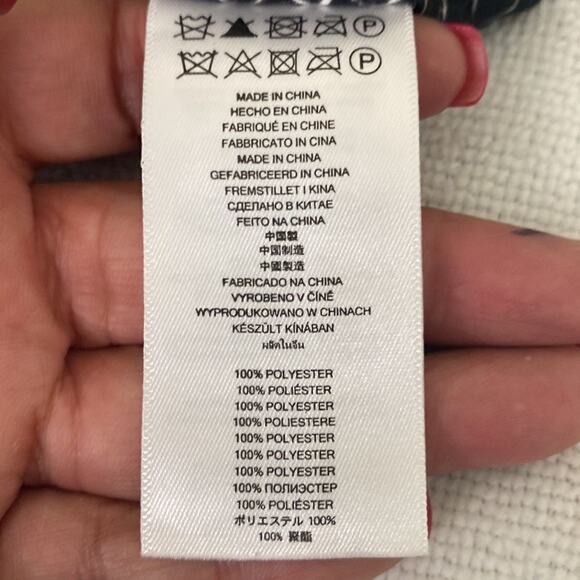 P
P
MADE IN CHINA
HECHO EN CHINA
FABRIQUÉ EN CHINE
FABBRICATO IN CINA
MADE IN CHINA
GEFABRICEERD IN CHINA
FREMSTILLET I KINA
СДЕЛАНО В КИТАЕ
FEITO NA CHINA
中国製
中国制造
中國製造
FABRICADO NA CHINA
VYROBENO V ČÍNĚ
WYPRODUKOWANO W CHINACH
KÉSZÜLT KÍNÁBAN
ผลิตในจีน
100% POLYESTER
100% POLIÉSTER
100% POLYESTER
100% POLIESTERE
100% POLYESTER
100% POLYESTER
100% POLYESTER
100% ПОЛИЭСТЕР
100% POLIÉSTER
ポリエステル 100%
100% 聚酯